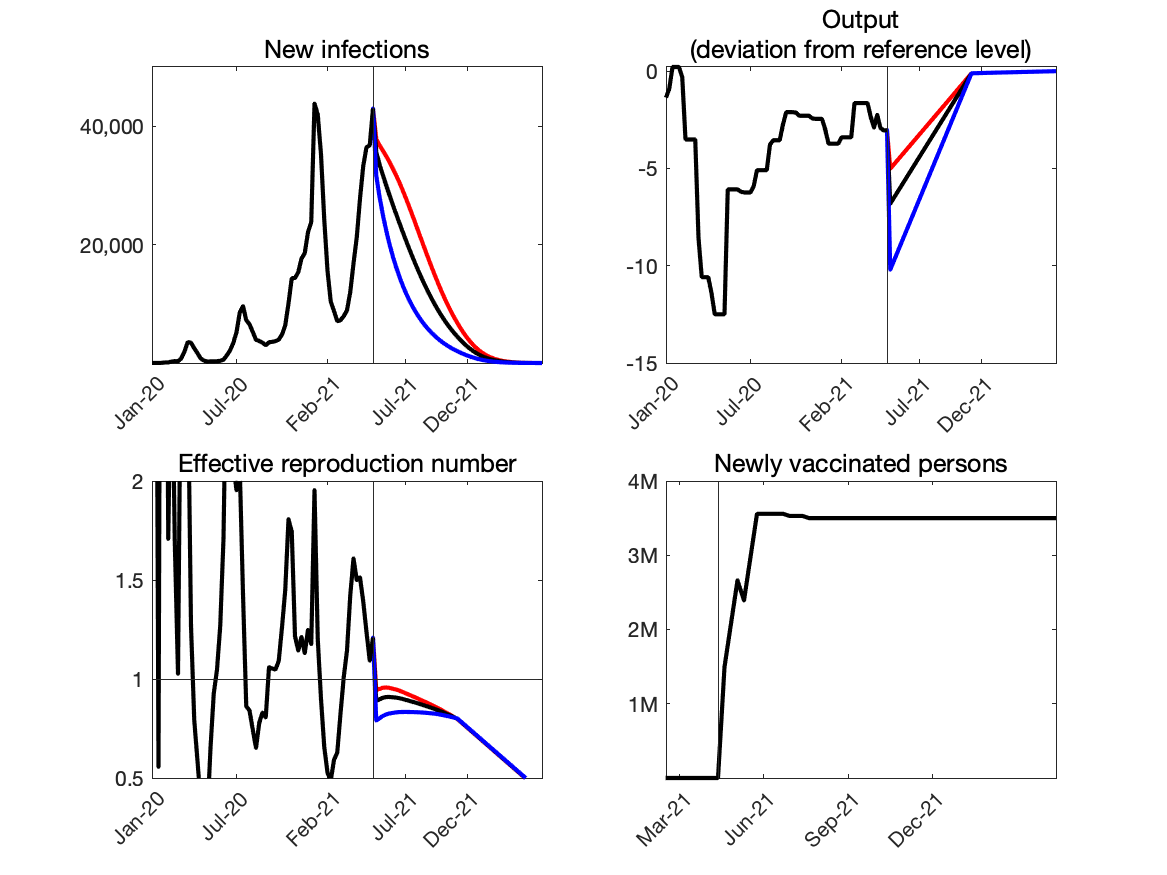 New infections
40,000
20,000
Jan-20
Jul-20
Feb-21
Jul-21
Dec-21
Output
(deviation from reference level)
0
-5
-10
-15
Jan-20
Jul-20
Feb-21
Jul-21
Dec-21
Effective reproduction number
2
1.5
1
0.5
Jan-20
Jul-20
Feb-21
Jul-21
Dec-21
Newly vaccinated persons
4M
3M
2M
1M
Mar-21
Jun-21
Sep-21
Dec-21